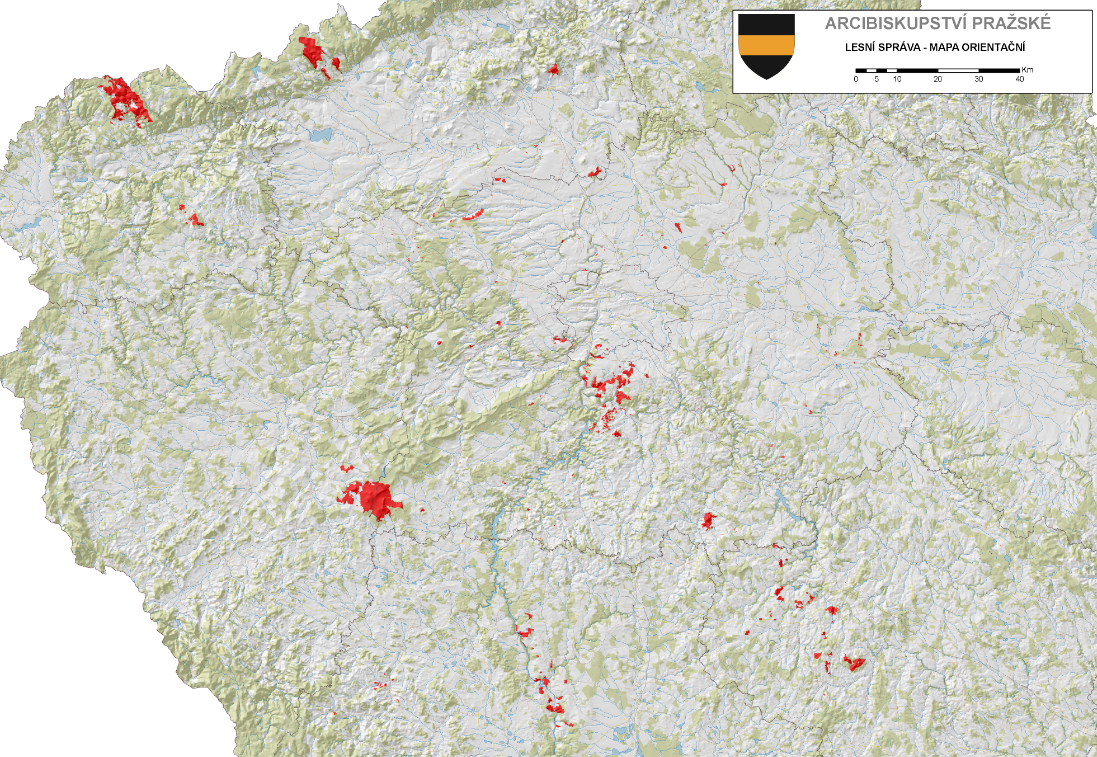 ARCIBISKUPSTVÍ PRAŽSKÉ
LESNÍ SPRÁVA - MAPA ORIENTAČNÍ
Km
0 5 10 20 30 40